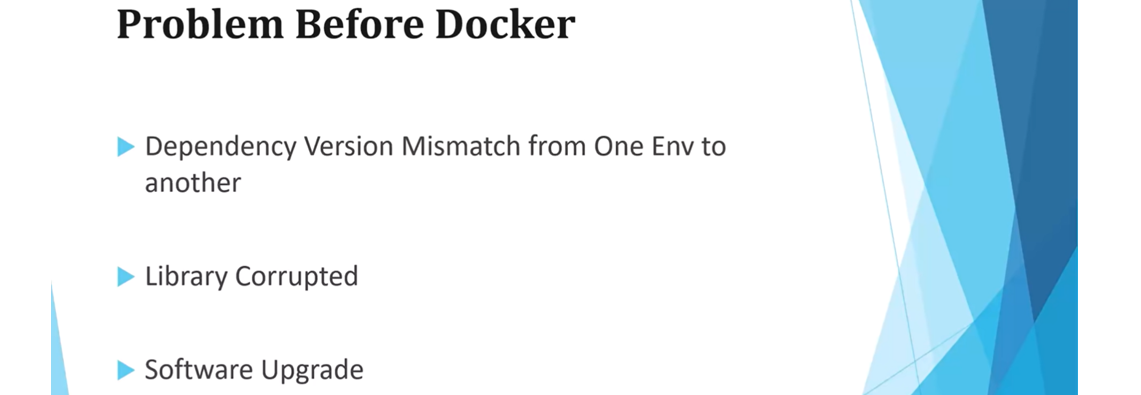 Problem Before Docker
Dependency Version Mismatch from One Env to
another
Library Corrupted
Software Upgrade